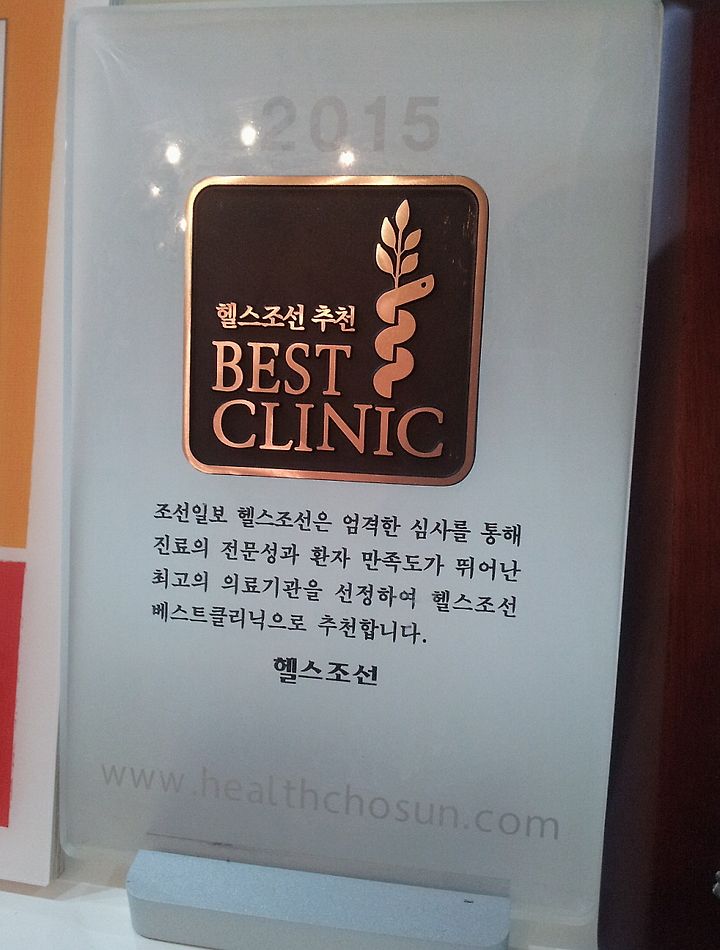 2015
헬스조선 추천
BEST
CLINIC
조선일보 헬스조선은 엄격한 심사를 통해
진료의 전문성과 환자 만족도가 뛰어난
최고의 의료기관을 선정하여 헬스조선
베스트클리닉으로 추천합니다.
헬스조선
www.healthchosun.com